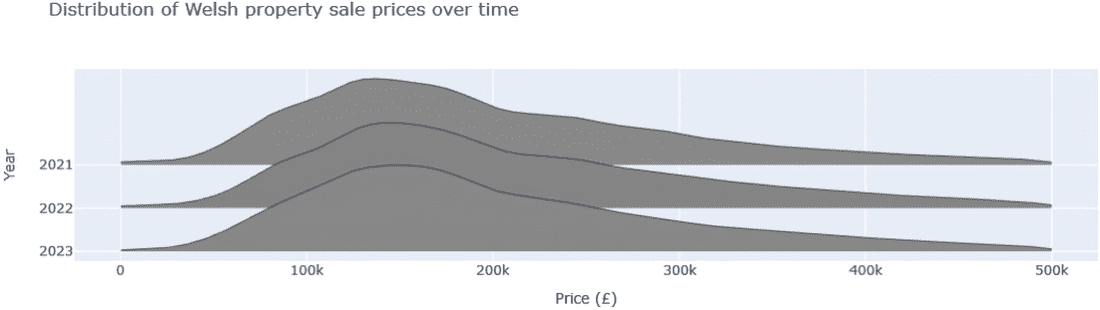 Distribution of Welsh property sale prices over time
Year
2021
2022
2023
0 100k 200k 300k 400k 500k
Price (£)